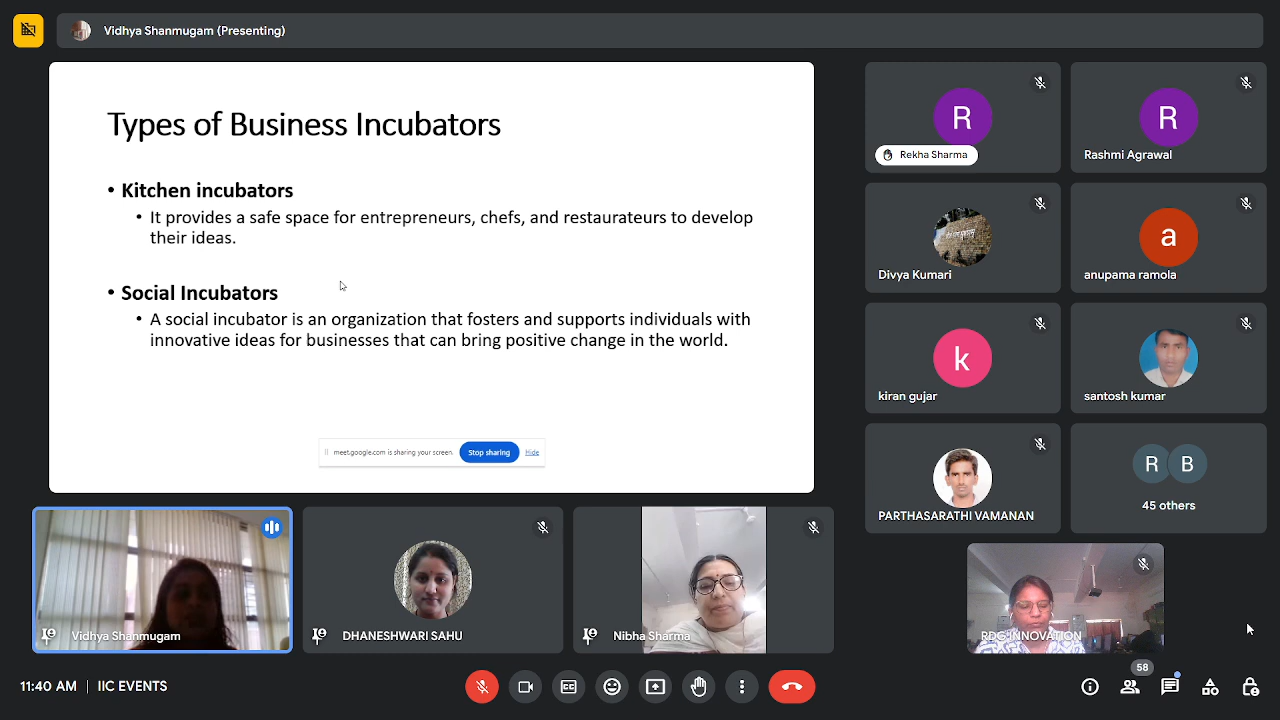 Vidhya Shanmugam (Presenting)
Types of Business Incubators
• Kitchen incubators
• It provides a safe space for entrepreneurs, chefs, and restaurateurs to develop
their ideas.
• Social Incubators
• A social incubator is an organization that fosters and supports individuals with
innovative ideas for businesses that can bring positive change in the world.
meet.google.com is sharing your screen.
Stop sharing
Hide
R
Rekha Sharma
R
Rashmi Agrawal
Divya Kumari
a
anupama ramola
k
kiran gujar
santosh kumar
PARTHASARATHI VAMANAN
R B
45 others
Vidhya Shanmugam
DHANESHWARI SAHU
Nibha Sharma
RDG INNOVATION
11:40 AM | IIC EVENTS
58